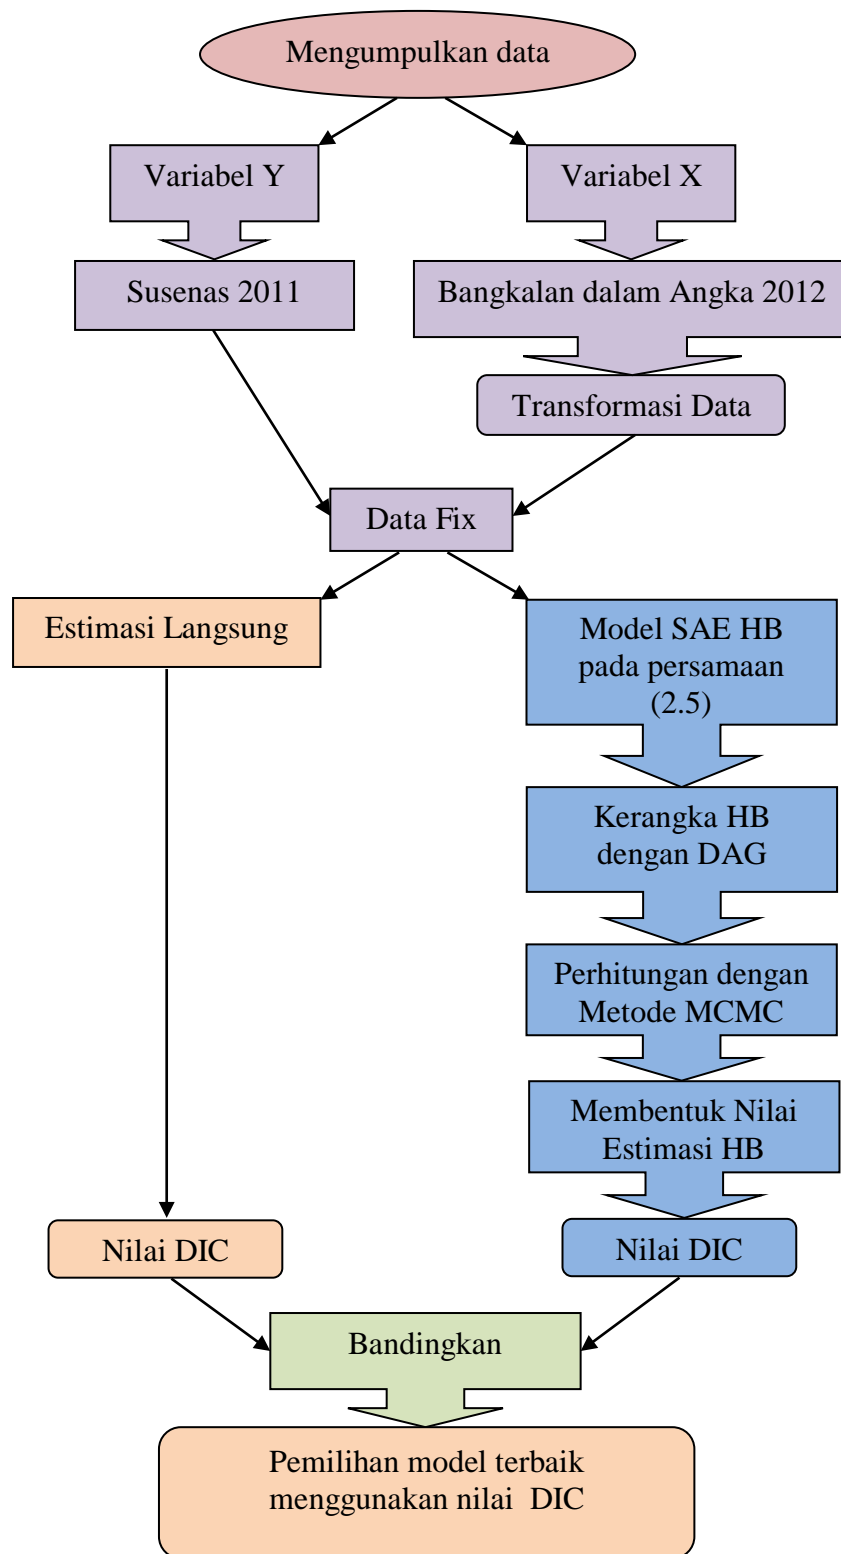 Mengumpulkan data
Variabel Y
Variabel X
Susenas 2011
Bangkalan dalam Angka 2012
Transformasi Data
Data Fix
Estimasi Langsung
Model SAE HB
pada persamaan
(2.5)
Kerangka HB
dengan DAG
Perhitungan dengan
Metode MCMC
Membentuk Nilai
Estimasi HB
Nilai DIC
Nilai DIC
Bandingkan
Pemilihan model terbaik
menggunakan nilai DIC